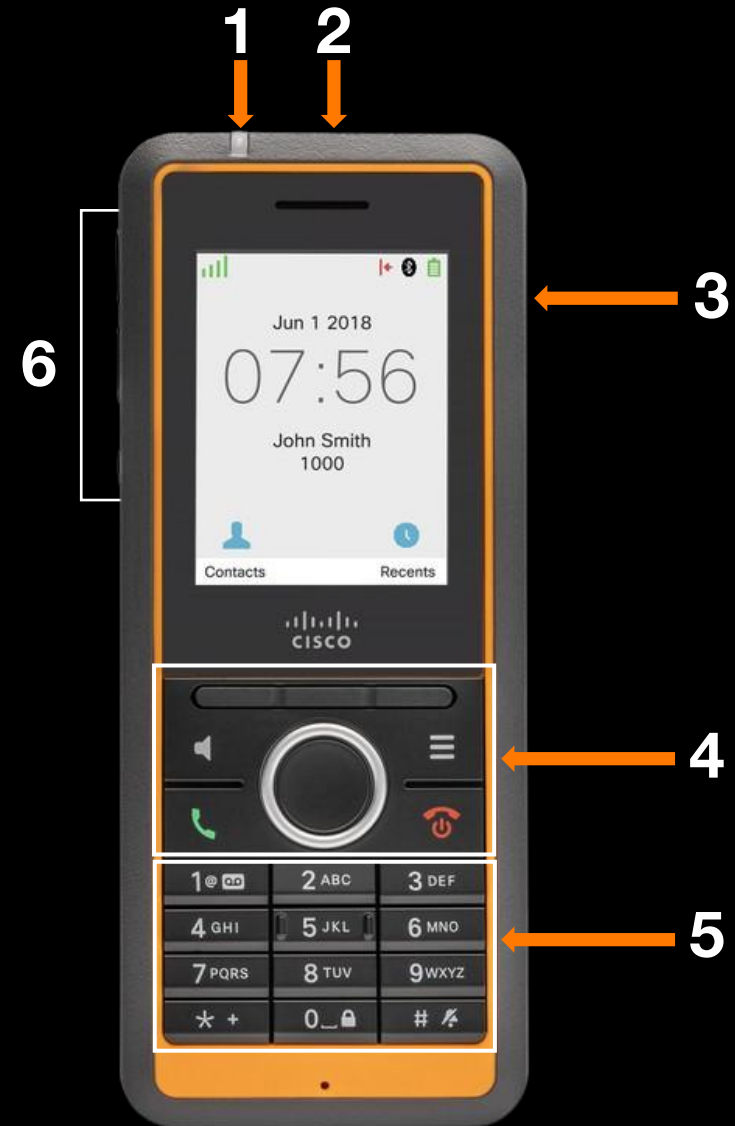 1 2
3
6
Jun 1 2018
07:56
John Smith
1000
Contacts Recents
CISCO
4
1@ 2 ABC 3 DEF
5
4 GHI 5 JKL 6 MNO
7 PQRS 8 TUV 9 WXYZ
* + 0 #